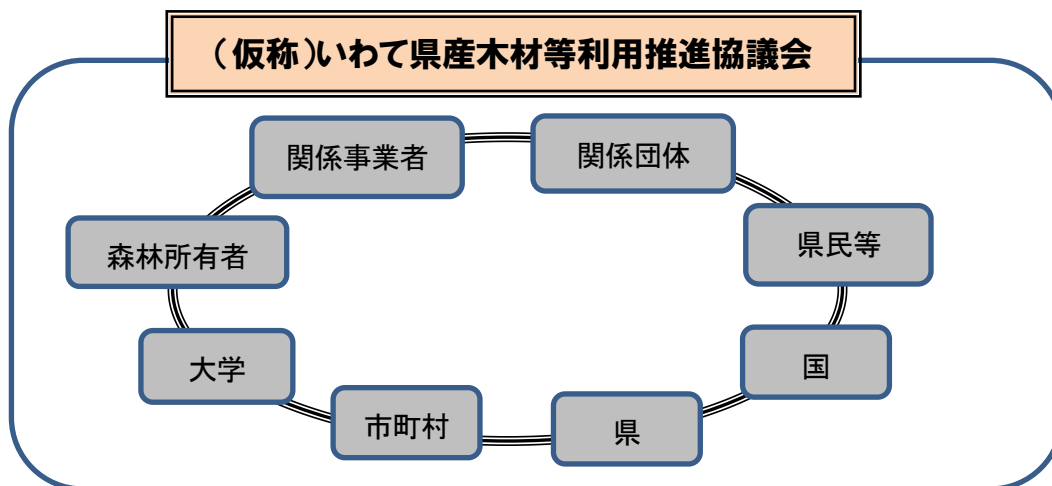 （仮称）いわて県産木材等利用推進協議会
関係事業者
関係団体
森林所有者
県民等
大学
国
市町村
県